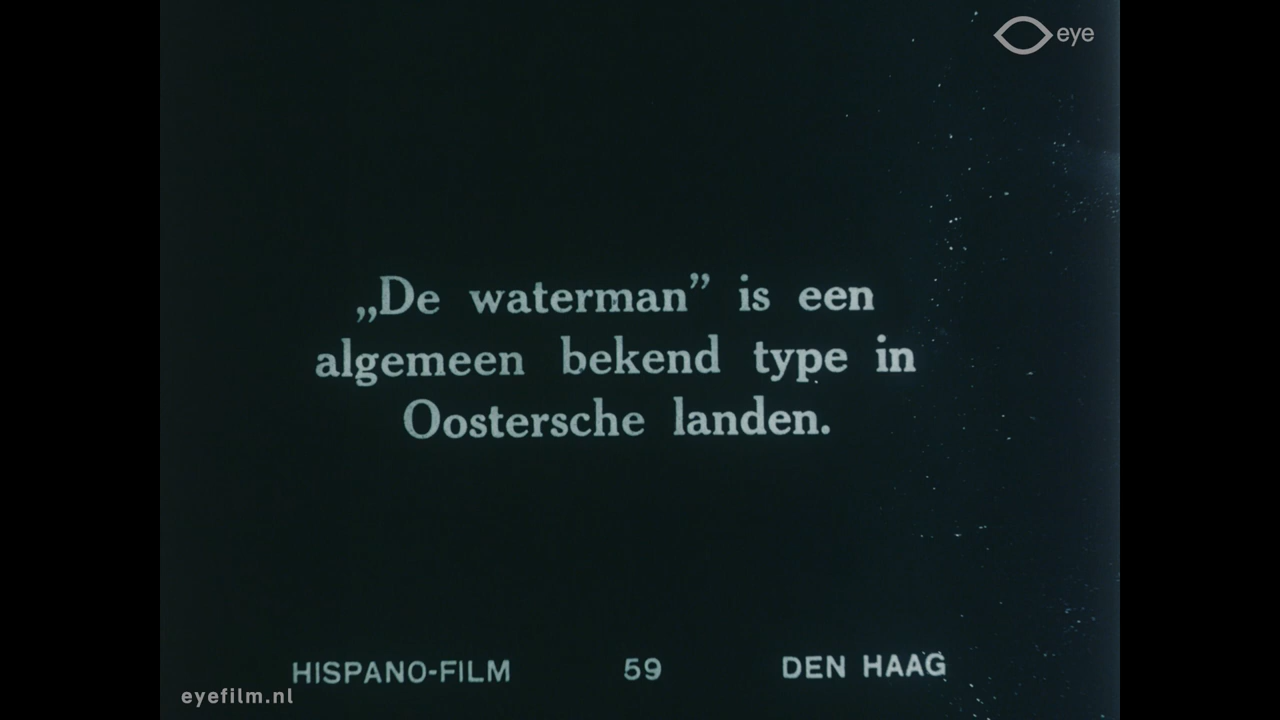 eye
„De waterman” is een
algemeen bekend type in
Oostersche landen.
HISPANO-FILM 59 DEN HAAG
eyefilm.nl